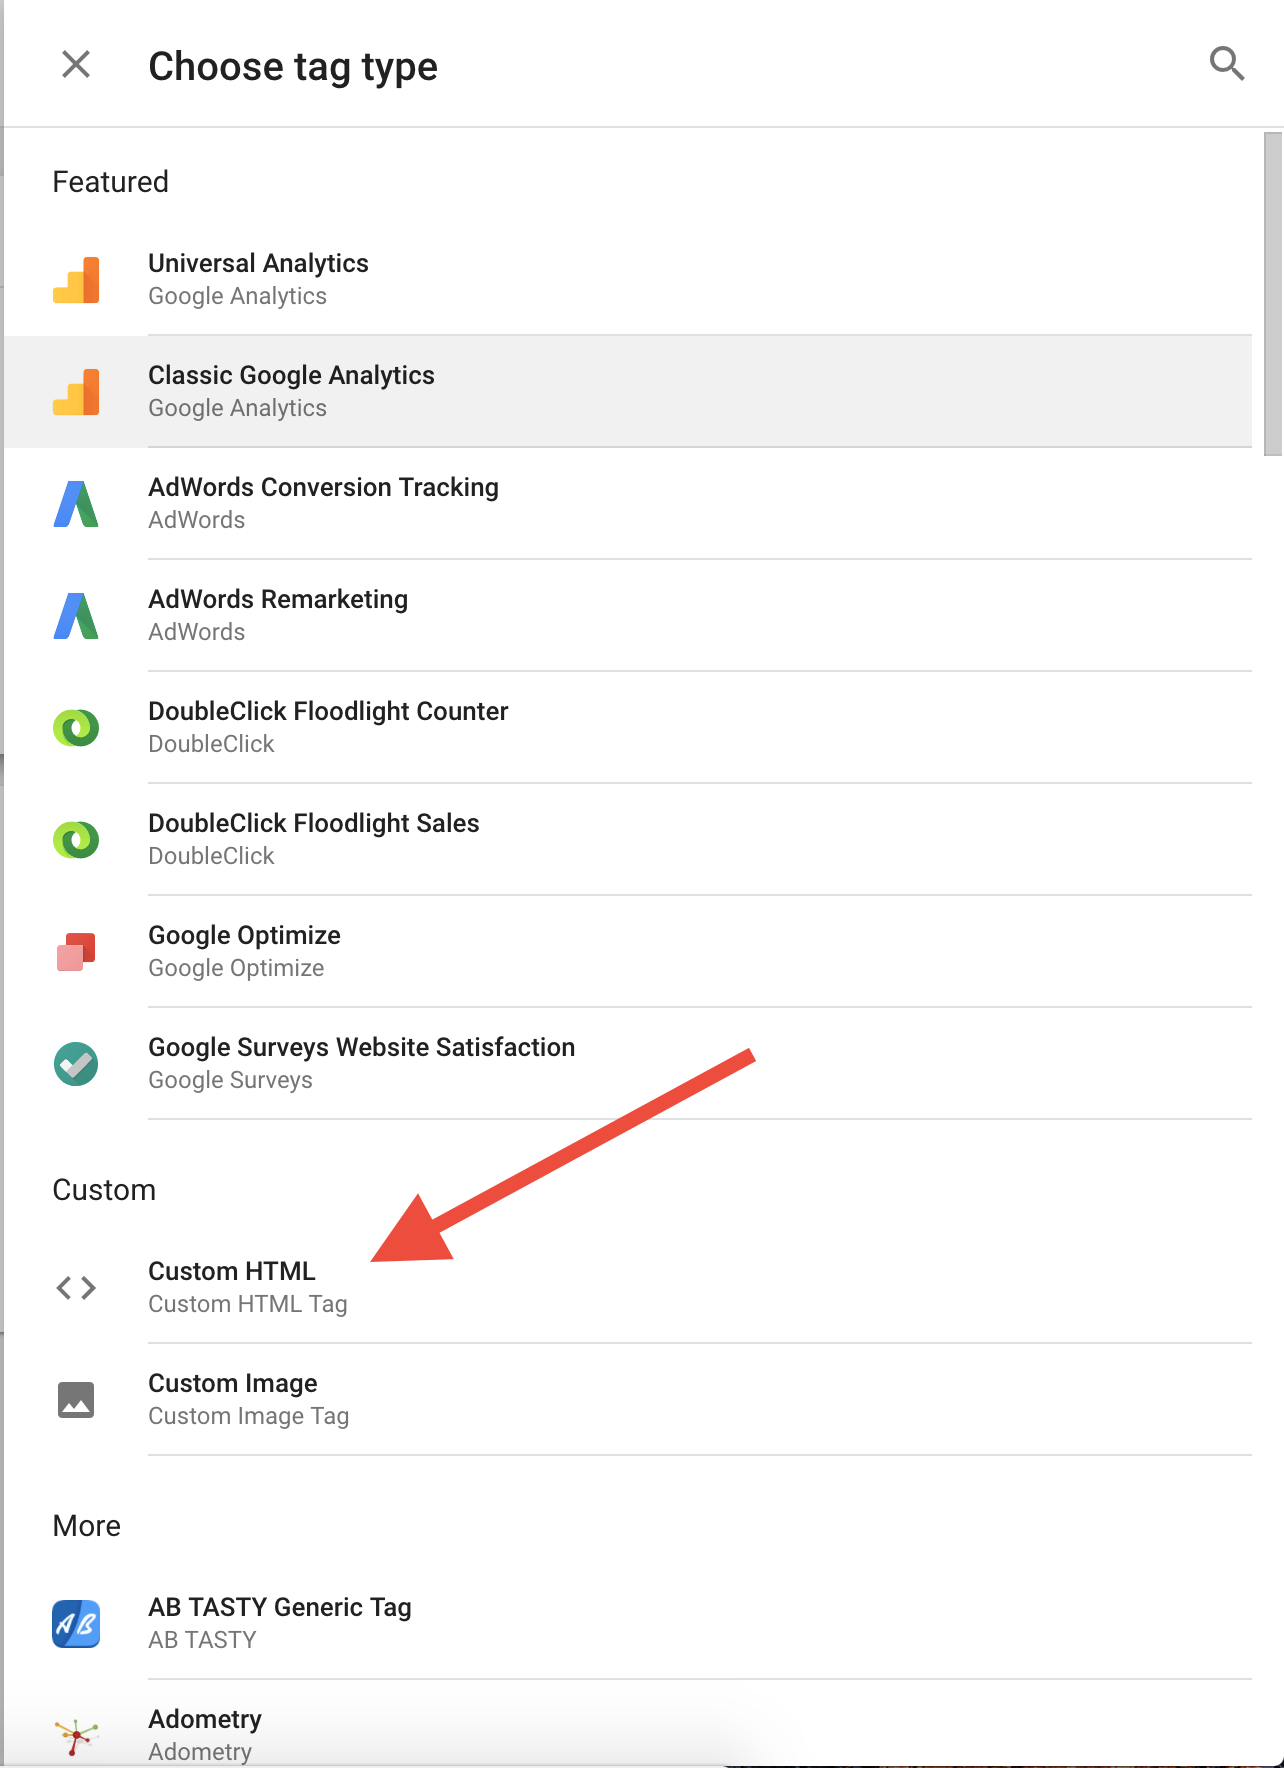 Choose tag type
Featured
Universal Analytics
Google Analytics
Classic Google Analytics
Google Analytics
AdWords Conversion Tracking
AdWords
AdWords Remarketing
AdWords
DoubleClick Floodlight Counter
DoubleClick
DoubleClick Floodlight Sales
DoubleClick
Google Optimize
Google Optimize
Google Surveys Website Satisfaction
Google Surveys
Custom
Custom HTML
Custom HTML Tag
Custom Image
Custom Image Tag
More
AB
AB TASTY Generic Tag
AB TASTY
Adometry
Adometry